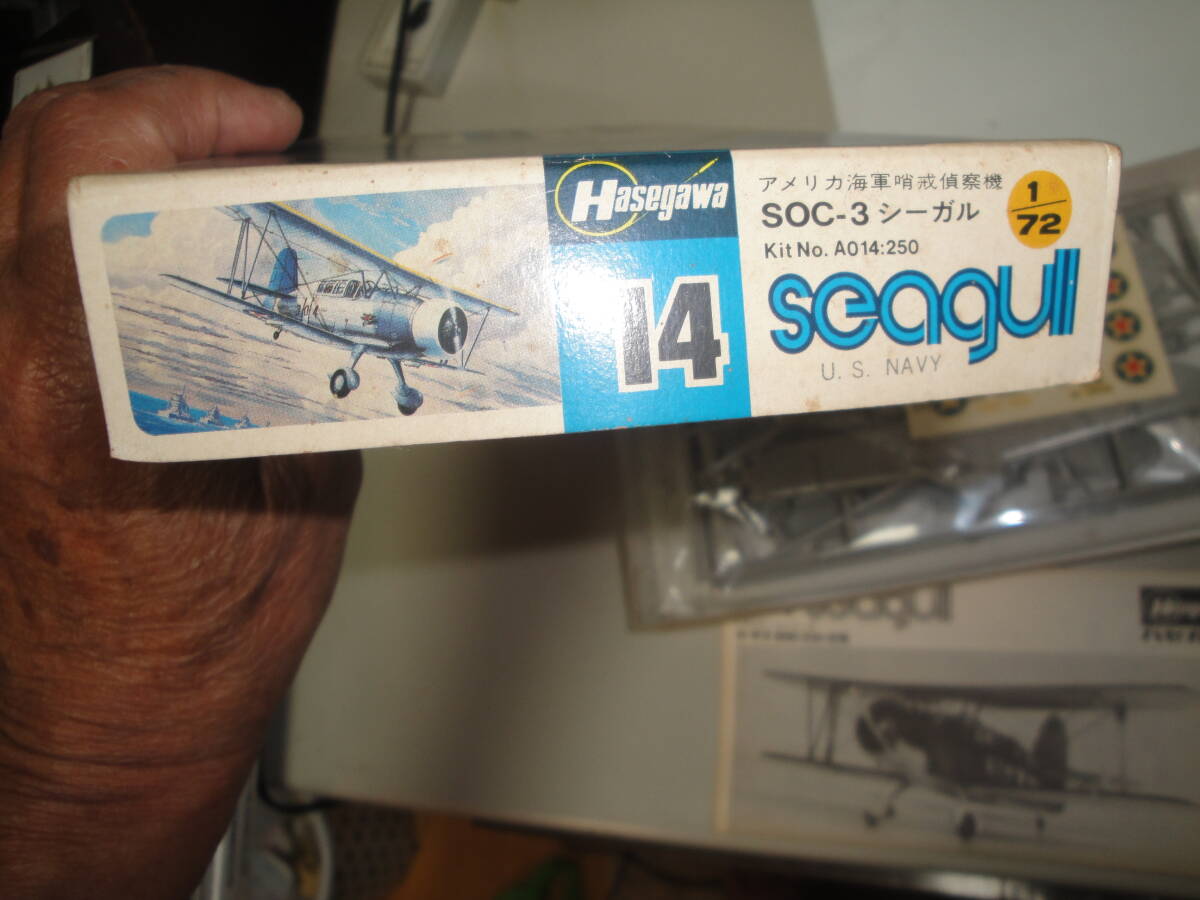 Hasegawa
14
アメリカ海軍哨戒偵察機
SOC-3 シーガル
1/72
Kit No. A014:250
seagull
U. S. NAVY
seagull